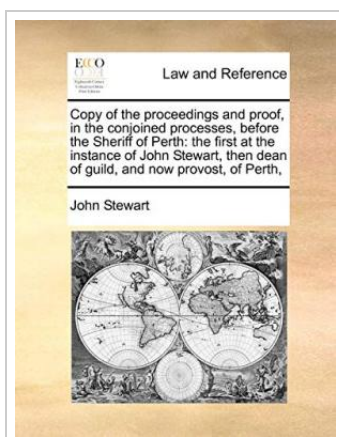 ECCO
Law and Reference
Copy of the proceedings and proof,
in the conjoined processes, before
the Sheriff of Perth: the first at the
instance of John Stewart, then dean
of guild, and now provost, of Perth,
John Stewart